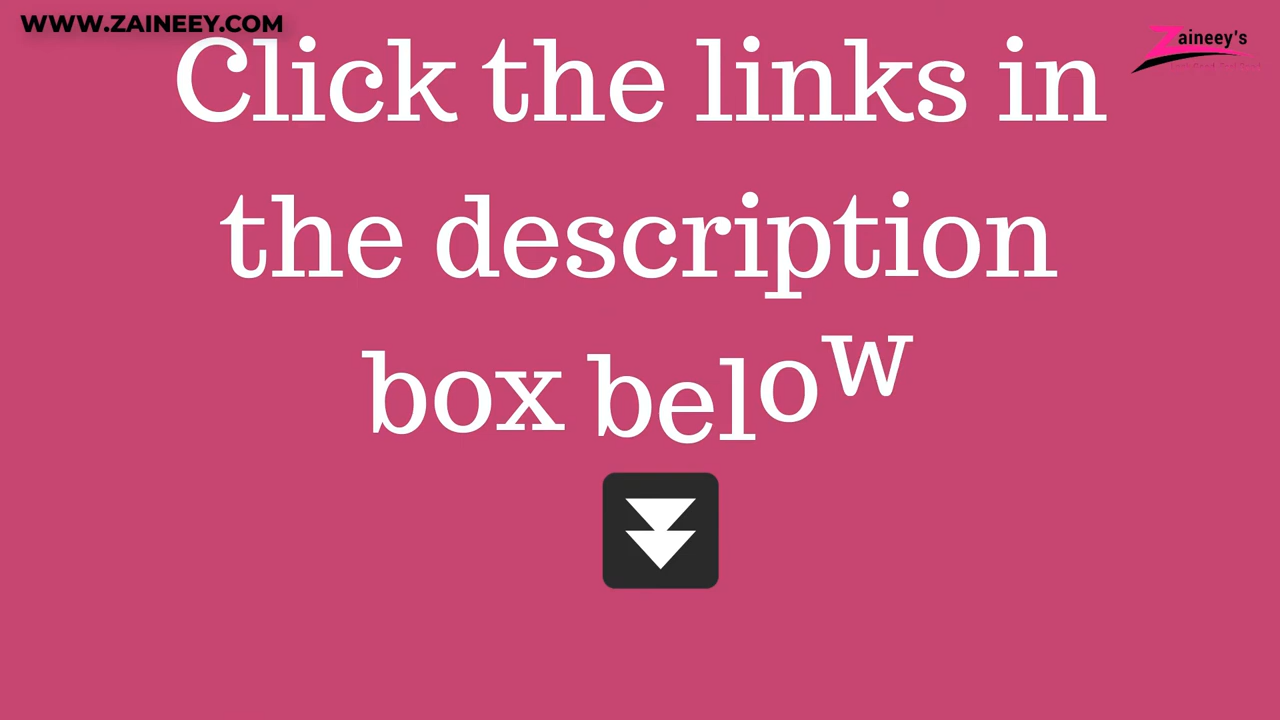 WWW.ZAINEEY.COM
Zaineey's
Click the links in
the description
box below